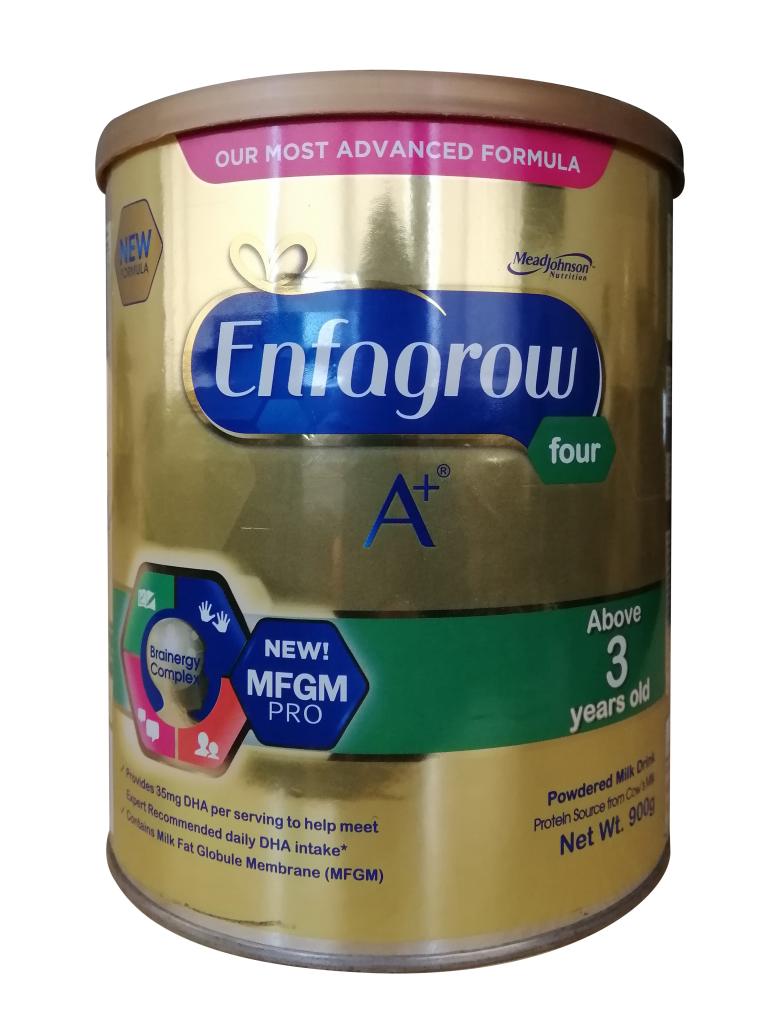 OUR MOST ADVANCED FORMULA
NEW
FORMULA
MeadJohnson™
Nutrition
Enfagrow
four
A+®
Above
3
years old
Brainergy
Complex
NEW!
MFGM
PRO
✓ Provides 35mg DHA per serving to help meet
Expert Recommended daily DHA intake*
✓ Contains Milk Fat Globule Membrane (MFGM)
Powdered Milk Drink
Protein Source from Cow's Milk
Net Wt. 900g